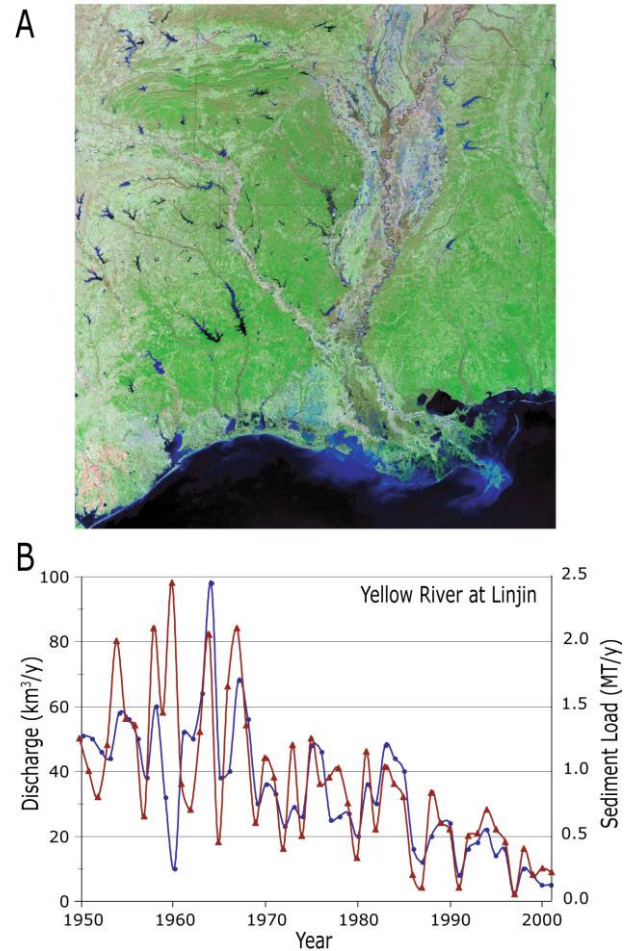 A
B
Yellow River at Linjin
100
80
60
40
20
0
Discharge (km³/y)
2.5
2.0
1.5
1.0
0.5
0.0
Sediment Load (MT/y)
1950 1960 1970 1980 1990 2000
Year